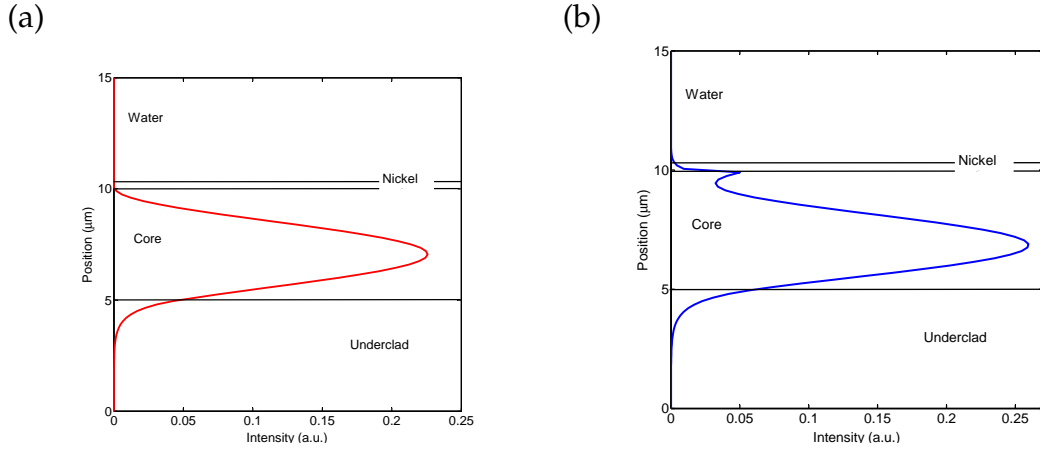 (a)
15
Water
Nickel
10
Core
Position (µm)
5
Underclad
0
0 0.05 0.1 0.15 0.2 0.25
Intensity (a.u.)
(b)
15
Water
Nickel
10
Core
Position (µm)
5
Underclad
0
0 0.05 0.1 0.15 0.2 0.25
Intensity (a.u.)